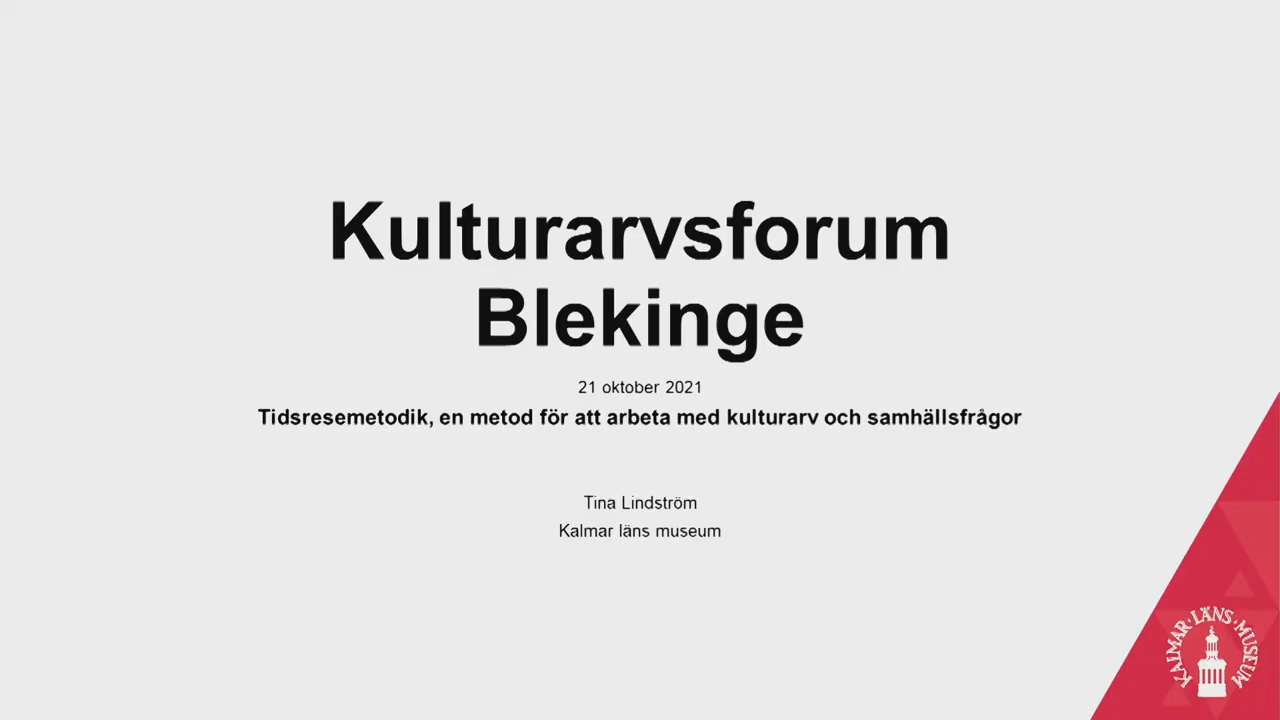 Kulturarvsforum
Blekinge
21 oktober 2021
Tidsresemetodik, en metod för att arbeta med kulturarv och samhällsfrågor
Tina Lindström
Kalmar läns museum
KALMAR·LÄNS·MUSEUM